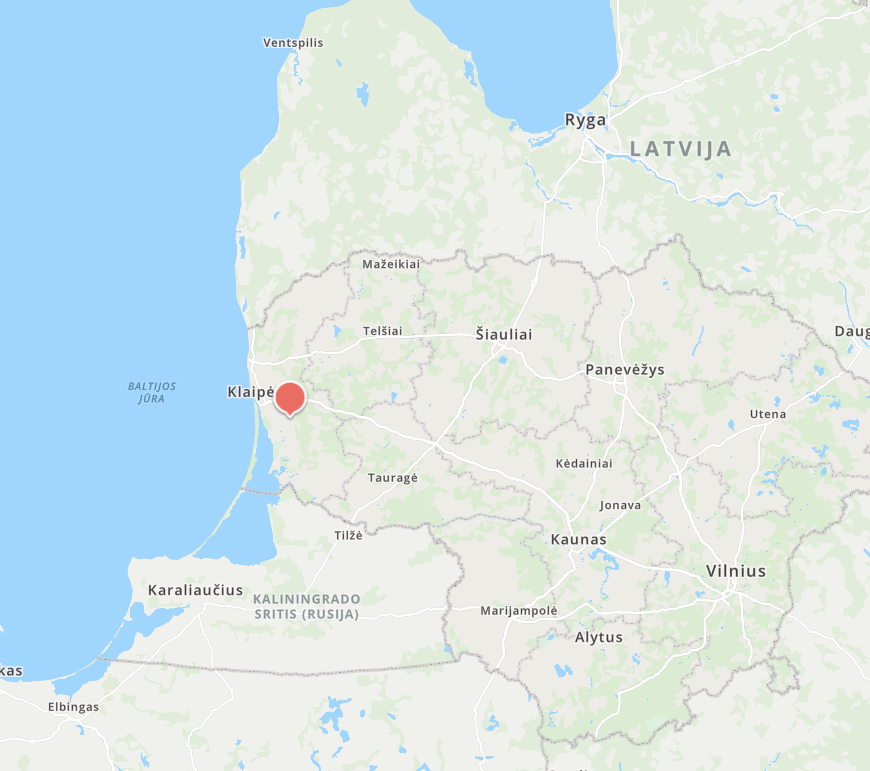 Ventspilis
Ryga
LATVIJA
Mažeikiai
Telšiai
Šiauliai
Daug
Panevėžys
BALTIJOS
JŪRA
Klaipė
Utena
Kėdainiai
Tauragė
Jonava
Tilžė
Kaunas
Vilnius
Karaliaučius
KALININGRADO
SRITIS (RUSIJA)
Marijampolė
Alytus
kas
Elbingas